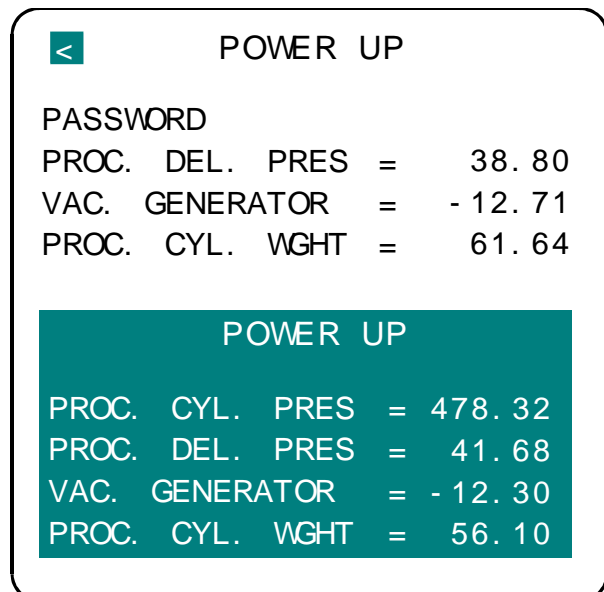 < POWER UP
PASSWORD
PROC. DEL. PRES = 38.80
VAC. GENERATOR = -12.71
PROC. CYL. WGHT = 61.64
POWER UP
PROC. CYL. PRES = 478.32
PROC. DEL. PRES = 41.68
VAC. GENERATOR = -12.30
PROC. CYL. WGHT = 56.10